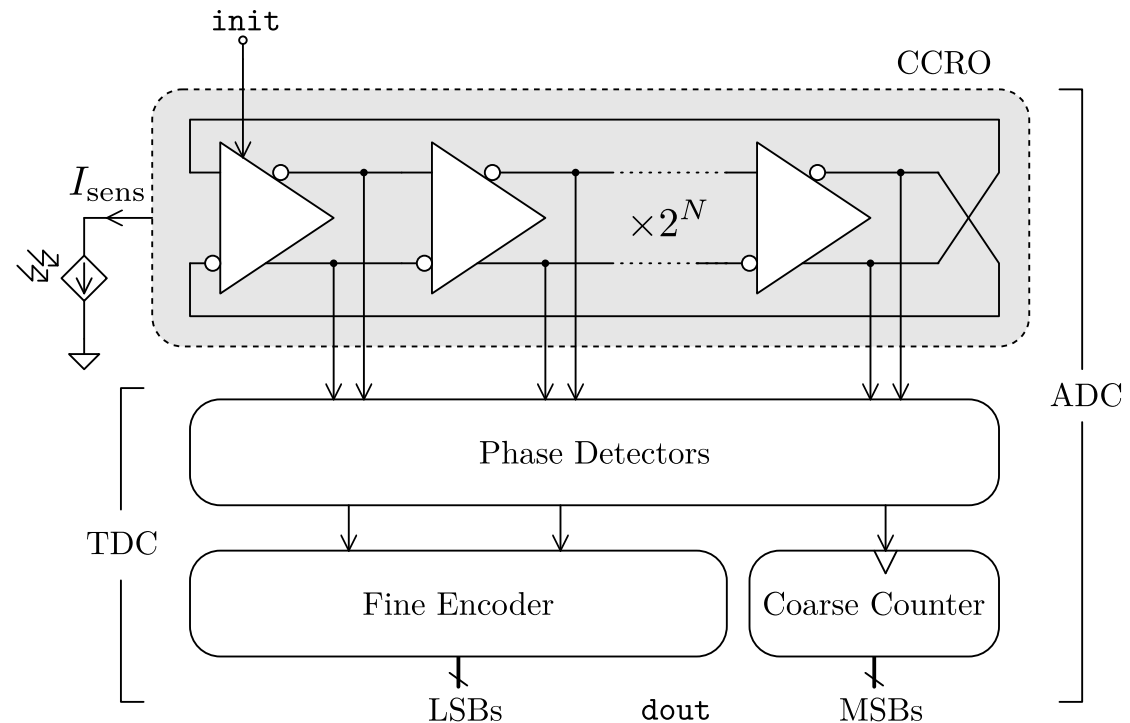 init
CCRO
I_sens
×2^N
ADC
Phase Detectors
TDC
Fine Encoder
Coarse Counter
LSBs
dout
MSBs